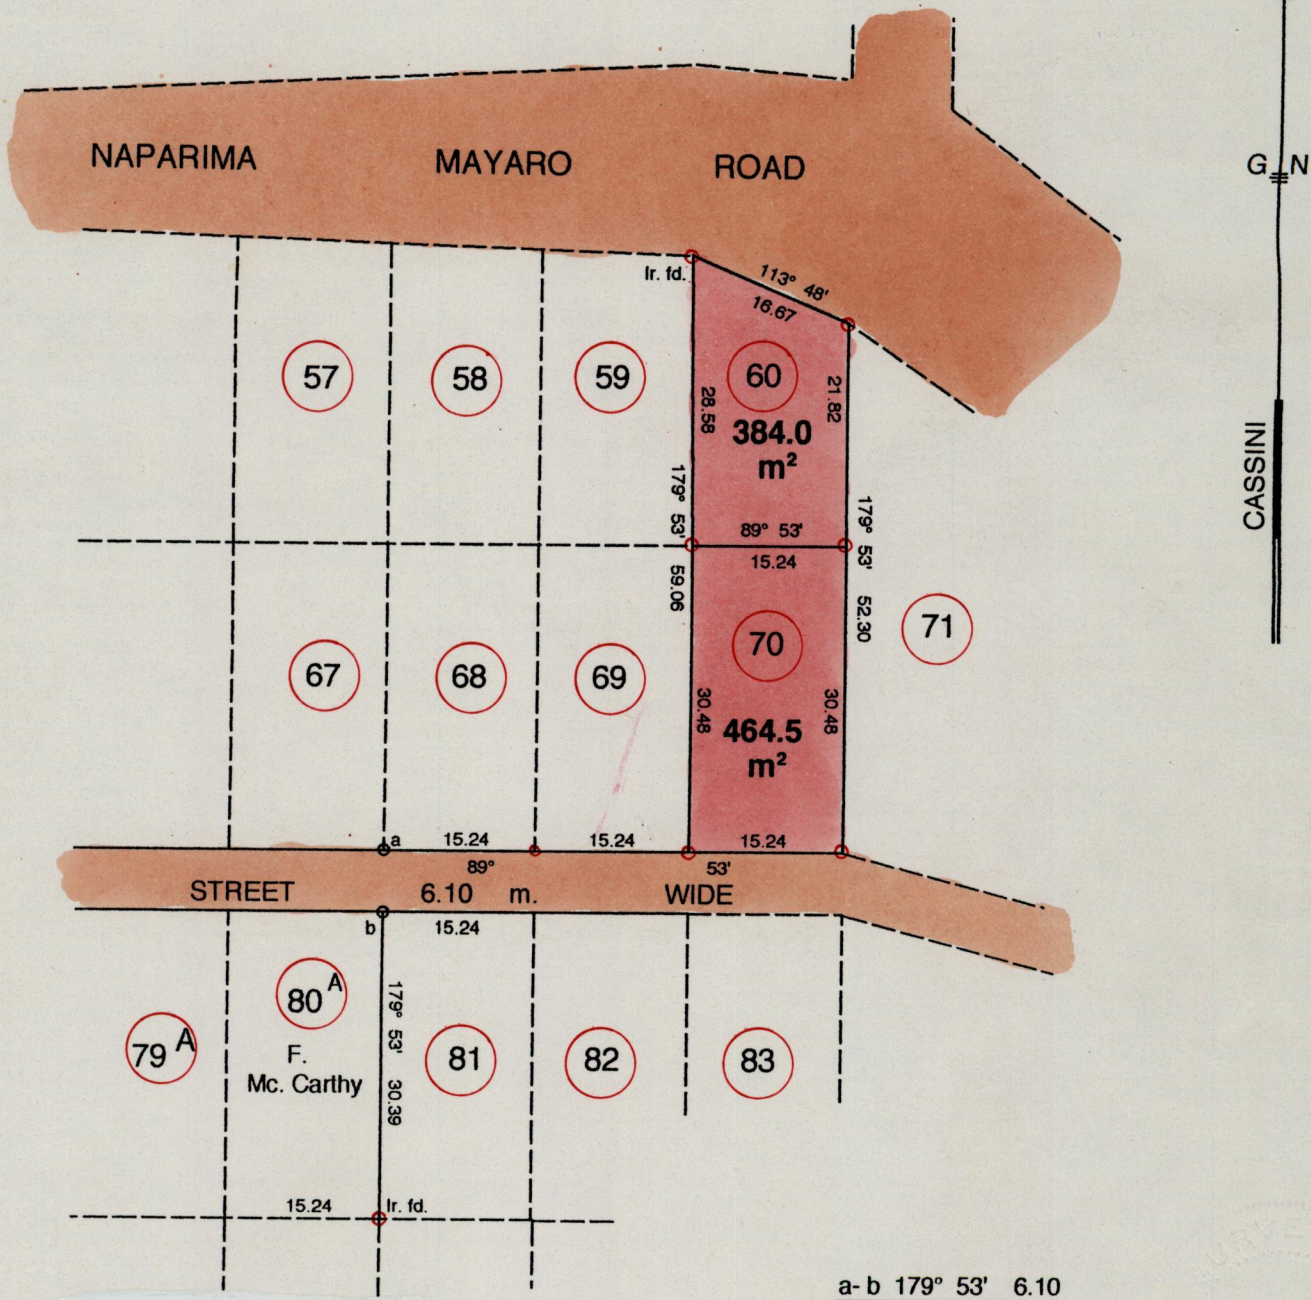 NAPARIMA MAYARO ROAD
G N
Ir. fd.
113° 48'
16.67
57 58 59 60
28.58
21.82
384.0
m²
CASSINI
179° 53' 59.06
89° 53'
15.24
179° 53' 52.30
67 68 69 70 71
30.48
30.48
464.5
m²
a 15.24 15.24 15.24
89° 53'
STREET 6.10 m. WIDE
b 15.24
79 A
80 A
F.
Mc. Carthy
179° 53' 30.39
81 82 83
15.24 Ir. fd.
a- b 179° 53' 6.10